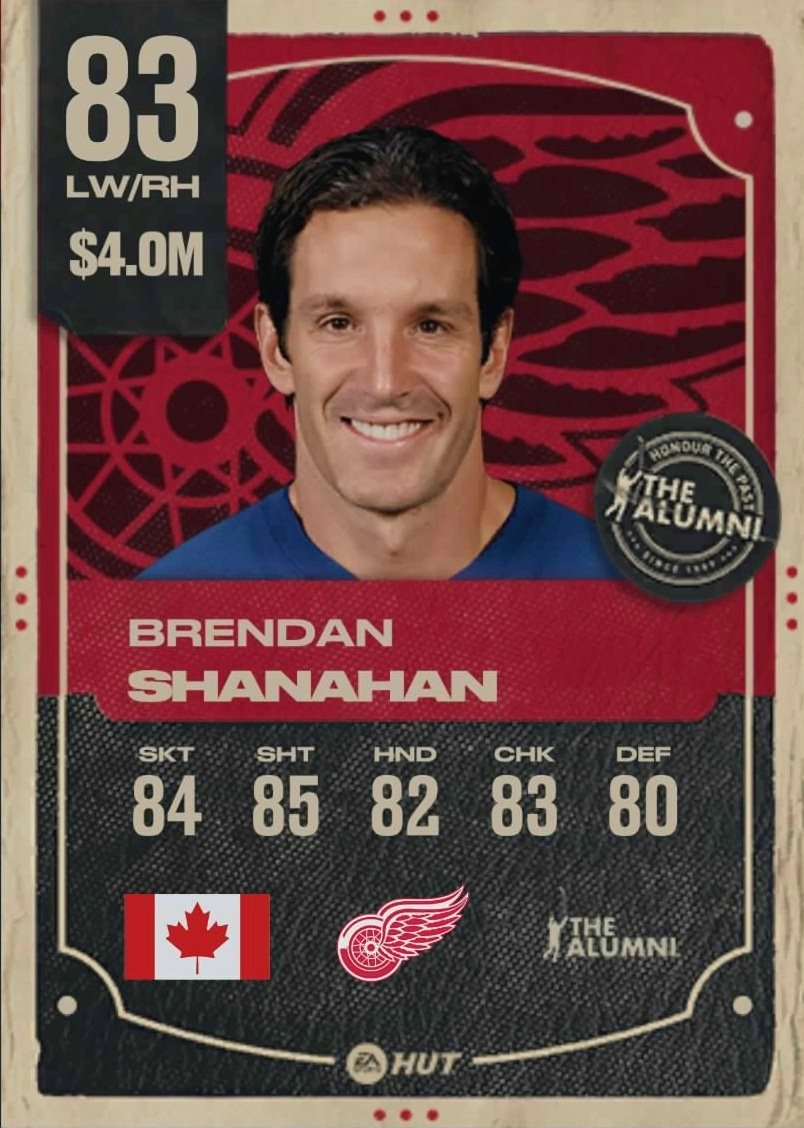 83
LW/RH
$4.0M
HONOUR THE PAST
THE
ALUMNI
BRENDAN
SHANAHAN
SKT SHT HND CHK DEF
84 85 82 83 80
THE
ALUMNI
EA
HUT